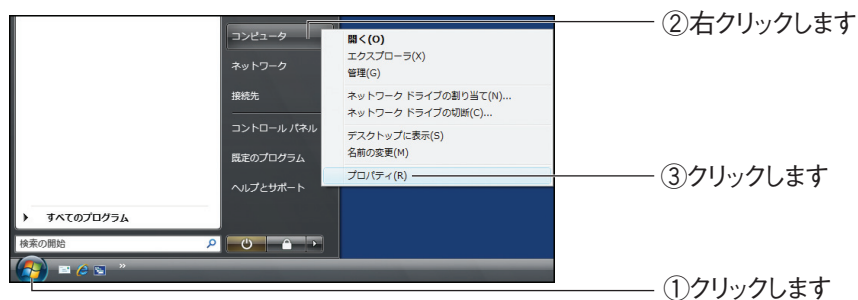 コンピュータ
ネットワーク
接続先
コントロール パネル
既定のプログラム
ヘルプとサポート
すべてのプログラム
検索の開始
開く(O)
エクスプローラ(X)
管理(G)
ネットワーク ドライブの割り当て(N)...
ネットワーク ドライブの切断(C)...
デスクトップに表示(S)
名前の変更(M)
プロパティ(R)
②右クリックします
③クリックします
①クリックします